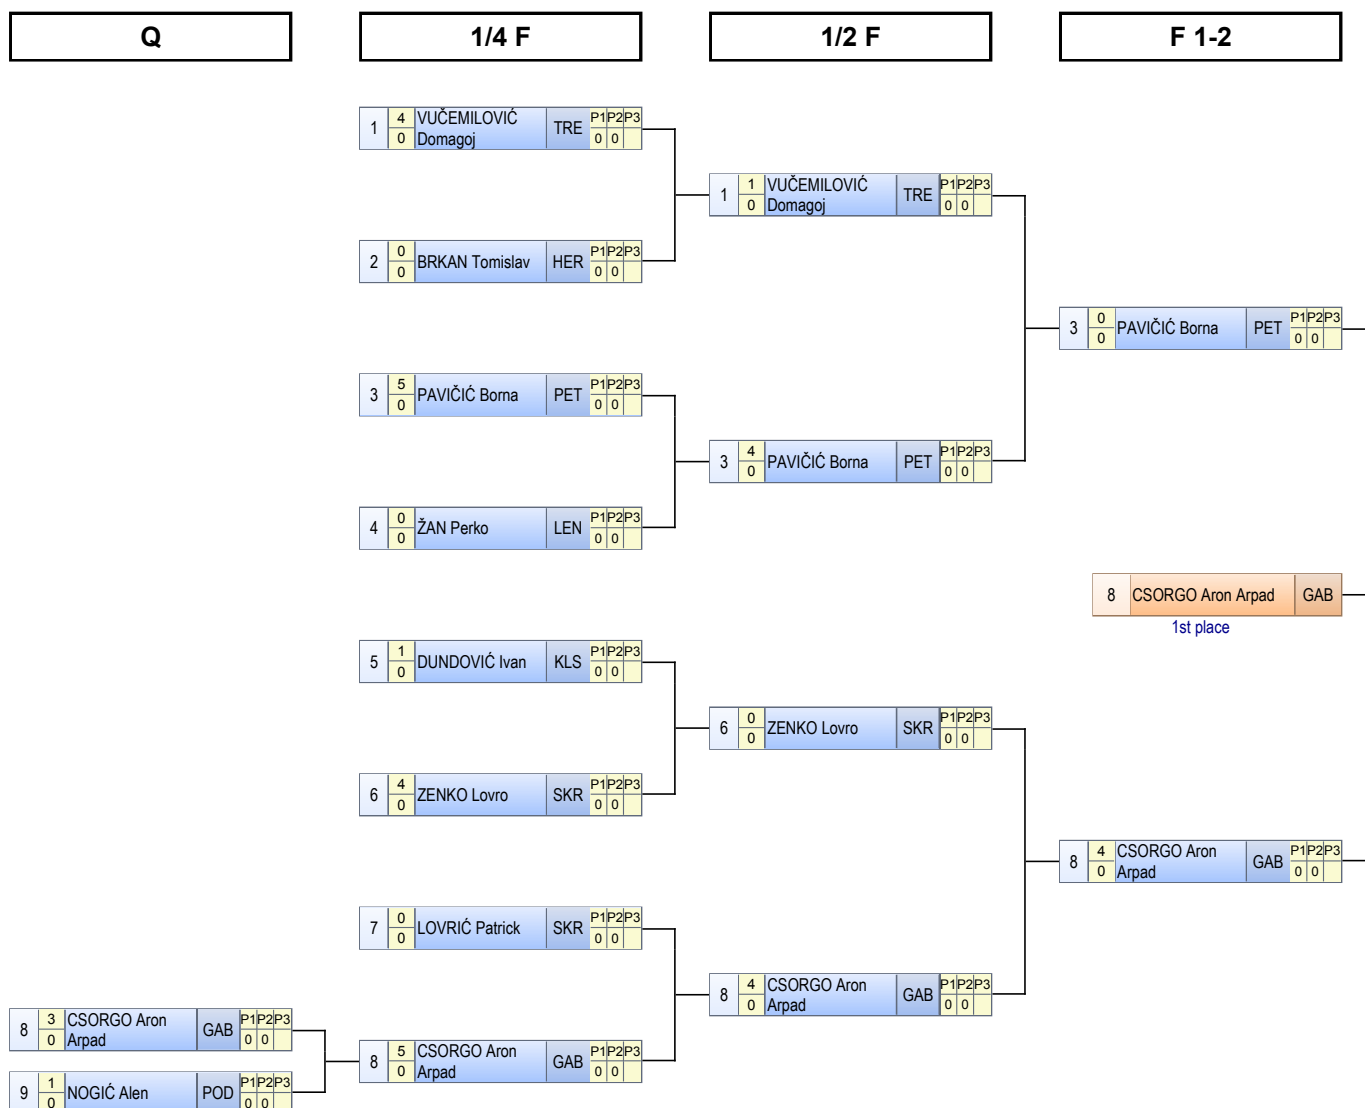 Q 1/4 F 1/2 F F 1-2
1 4 VUČEMILOVIĆ TRE P1 P2 P3
0 Domagoj 0 0
1 1 VUČEMILOVIĆ TRE P1 P2 P3
0 Domagoj 0 0
2 0 BRKAN Tomislav HER P1 P2 P3
0 0 0
3 0 PAVIČIĆ Borna PET P1 P2 P3
0 0 0
3 5 PAVIČIĆ Borna PET P1 P2 P3
0 0 0
3 4 PAVIČIĆ Borna PET P1 P2 P3
0 0 0
4 0 ŽAN Perko LEN P1 P2 P3
0 0 0
8 CSORGO Aron Arpad GAB
1st place
5 1 DUNDOVIĆ Ivan KLS P1 P2 P3
0 0 0
6 0 ZENKO Lovro SKR P1 P2 P3
0 0 0
6 4 ZENKO Lovro SKR P1 P2 P3
0 0 0
8 4 CSORGO Aron GAB P1 P2 P3
0 Arpad 0 0
7 0 LOVRIĆ Patrick SKR P1 P2 P3
0 0 0
8 4 CSORGO Aron GAB P1 P2 P3
0 Arpad 0 0
8 3 CSORGO Aron GAB P1 P2 P3
0 Arpad 0 0
8 5 CSORGO Aron GAB P1 P2 P3
0 Arpad 0 0
9 1 NOGIĆ Alen POD P1 P2 P3
0 0 0